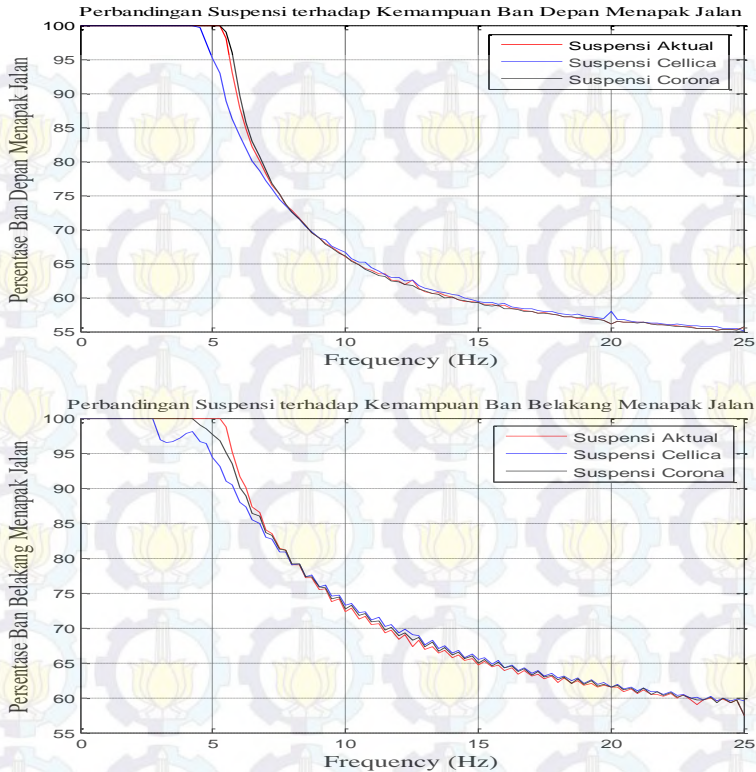 Perbandingan Suspensi terhadap Kemampuan Ban Depan Menapak Jalan
Persentase Ban Depan Menapak Jalan
100
95
90
85
80
75
70
65
60
55
Suspensi Aktual
Suspensi Cellica
Suspensi Corona
0 5 10 15 20 25
Frequency (Hz)
Perbandingan Suspensi terhadap Kemampuan Ban Belakang Menapak Jalan
Persentase Ban Belakang Menapak Jalan
100
95
90
85
80
75
70
65
60
55
Suspensi Aktual
Suspensi Cellica
Suspensi Corona
0 5 10 15 20 25
Frequency (Hz)